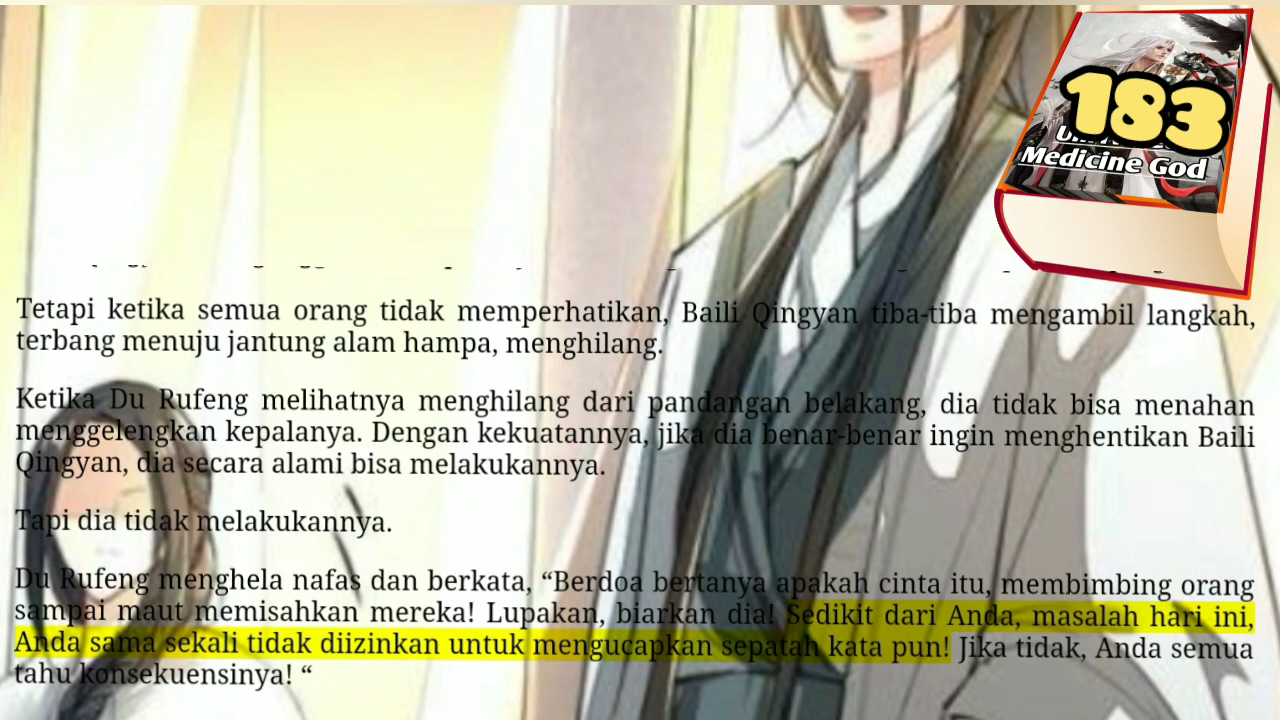 183
Medicine God
Tetapi ketika semua orang tidak memperhatikan, Baili Qingyan tiba-tiba mengambil langkah,
terbang menuju jantung alam hampa, menghilang.
Ketika Du Rufeng melihatnya menghilang dari pandangan belakang, dia tidak bisa menahan
menggelengkan kepalanya. Dengan kekuatannya, jika dia benar-benar ingin menghentikan Baili
Qingyan, dia secara alami bisa melakukannya.
Tapi dia tidak melakukannya.
Du Rufeng menghela nafas dan berkata, “Berdoa bertanya apakah cinta itu, membimbing orang
sampai maut memisahkan mereka! Lupakan, biarkan dia! Sedikit dari Anda, masalah hari ini,
Anda sama sekali tidak diizinkan untuk mengucapkan sepatah kata pun! Jika tidak, Anda semua
tahu konsekuensinya! “